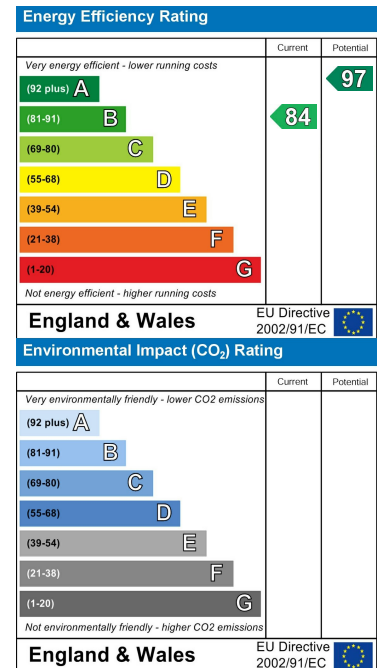 Energy Efficiency Rating
Current Potential
Very energy efficient - lower running costs
(92 plus) A
97
(81-91) B
84
(69-80) C
(55-68) D
(39-54) E
(21-38) F
(1-20) G
Not energy efficient - higher running costs
England & Wales
EU Directive
2002/91/EC
Environmental Impact (CO₂) Rating
Current Potential
Very environmentally friendly - lower CO2 emissions
(92 plus) A
(81-91) B
(69-80) C
(55-68) D
(39-54) E
(21-38) F
(1-20) G
Not environmentally friendly - higher CO2 emissions
England & Wales
EU Directive
2002/91/EC